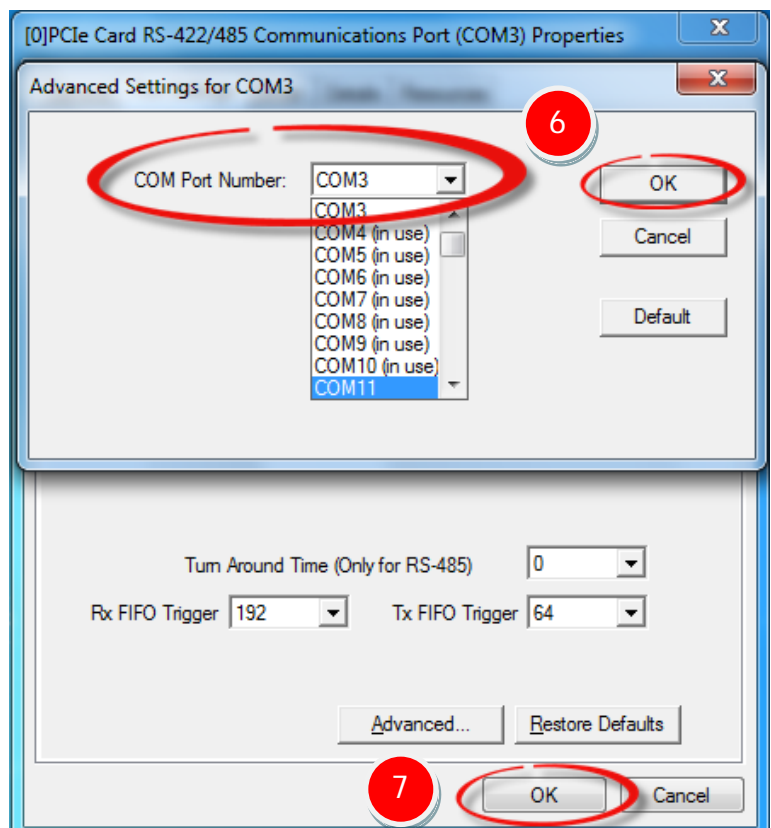 [0]PCIe Card RS-422/485 Communications Port (COM3) Properties
Advanced Settings for COM3
6
COM Port Number: COM3
OK
COM3
COM4 (in use)
Cancel
COM5 (in use)
COM6 (in use)
COM7 (in use)
COM8 (in use)
Default
COM9 (in use)
COM10 (in use)
COM11
Turn Around Time (Only for RS-485) 0
Rx FIFO Trigger 192 Tx FIFO Trigger 64
Advanced... Restore Defaults
7
OK Cancel